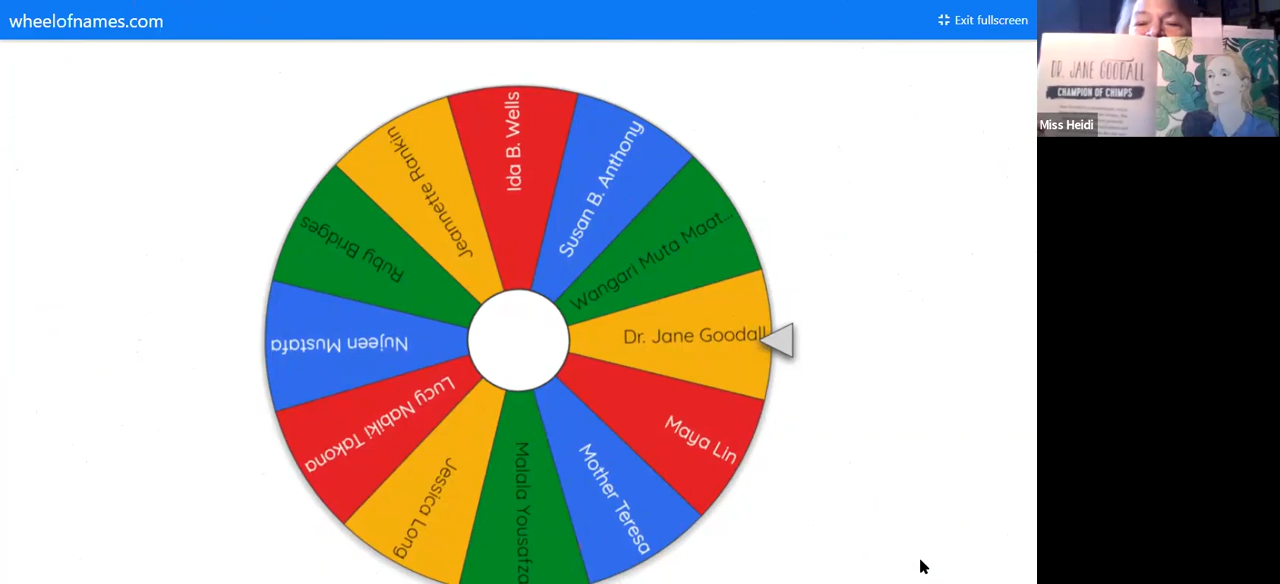 wheelofnames.com
Exit fullscreen
Ida B. Wells
Susan B. Anthony
Wangari Muta Maat...
Dr. Jane Goodall
Maya Lin
Mother Teresa
Malala Yousafza
Jessica Long
Lucy Nabiki Takona
Nujeen Mustafa
Ruby Bridges
Jeannette Rankin
DR. JANE GOODALL
CHAMPION OF CHIMPS
Miss Heidi